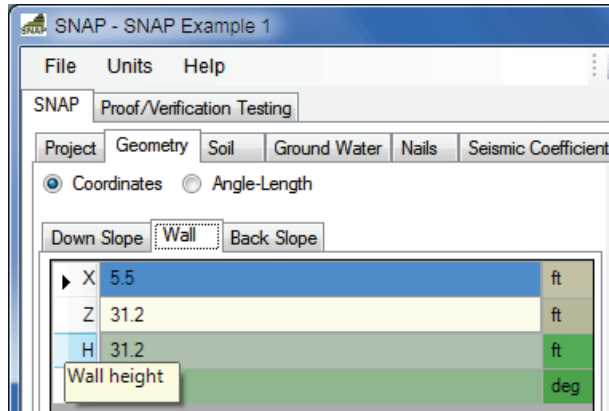 SNAP - SNAP Example 1
File Units Help
SNAP Proof/Verification Testing
Project Geometry Soil Ground Water Nails Seismic Coefficient
Coordinates Angle-Length
Down Slope Wall Back Slope
X 5.5 ft
Z 31.2 ft
H 31.2 ft
Wall height
deg